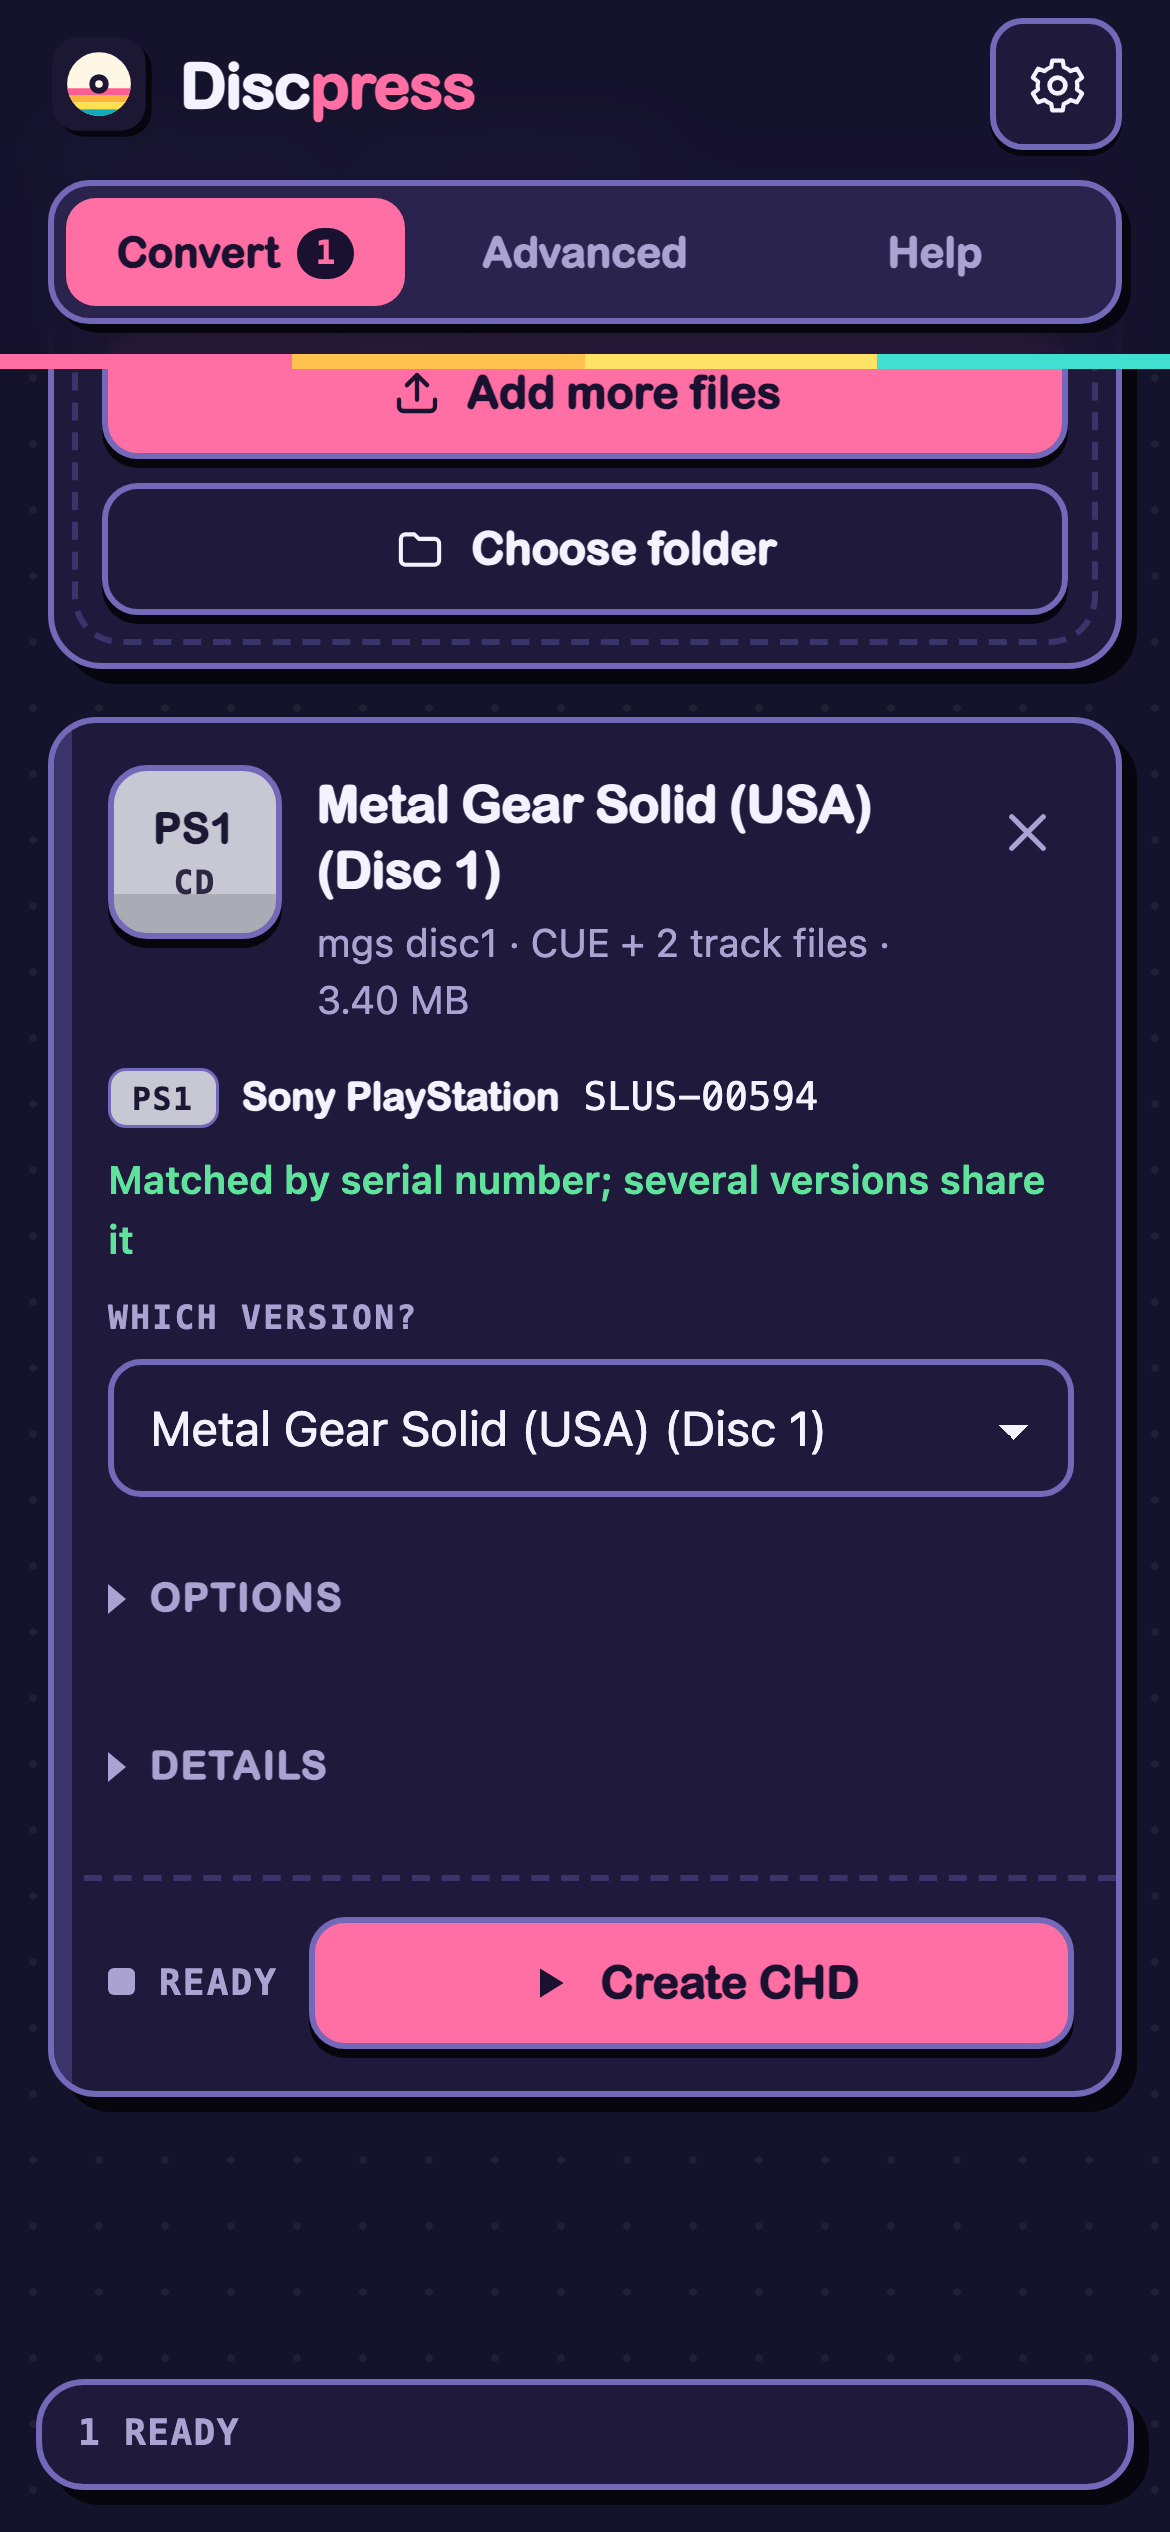 Discpress
Convert 1
Advanced
Help
Add more files
Choose folder
PS1
CD
Metal Gear Solid (USA)
(Disc 1)
mgs disc1 · CUE + 2 track files ·
3.40 MB
PS1 Sony PlayStation SLUS-00594
Matched by serial number; several versions share
it
WHICH VERSION?
Metal Gear Solid (USA) (Disc 1)
OPTIONS
DETAILS
READY
Create CHD
1 READY